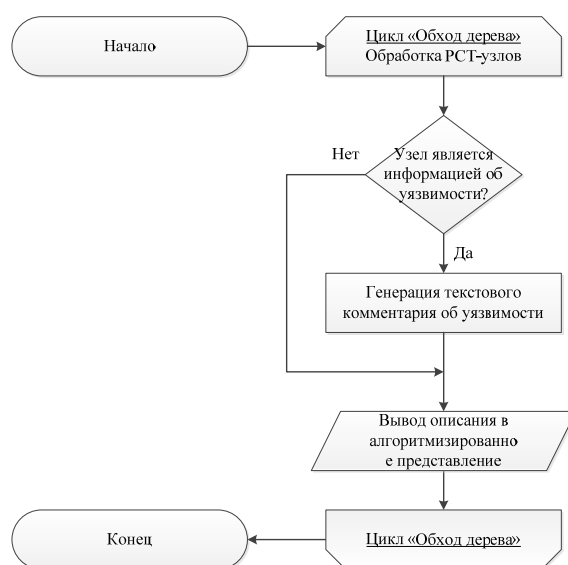 Начало
Цикл «Обход дерева»
Обработка РСТ-узлов
Нет
Узел является
информацией об
уязвимости?
Да
Генерация текстового
комментария об уязвимости
Вывод описания в
алгоритмизированно
е представление
Конец
Цикл «Обход дерева»